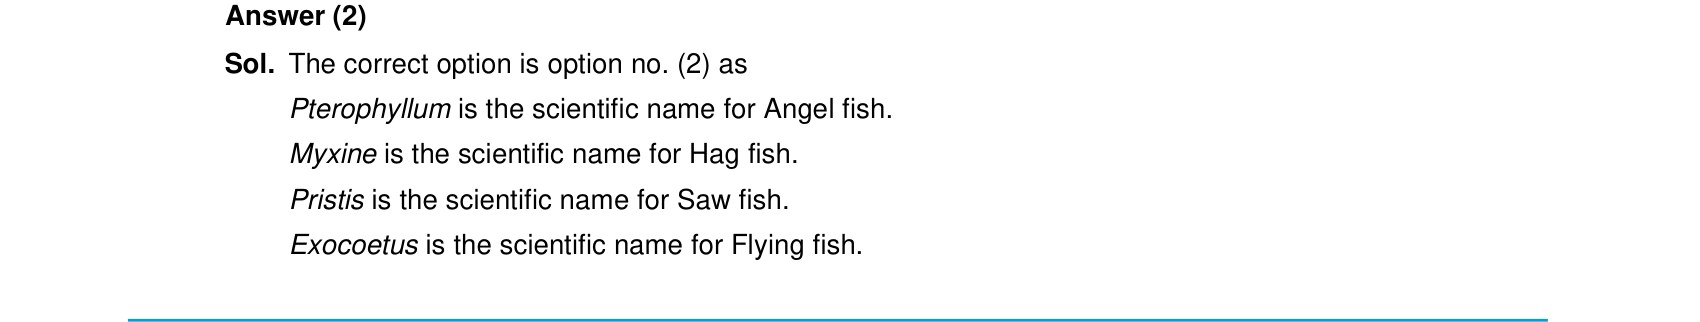 Answer (2)
Sol. The correct option is option no. (2) as
Pterophyllum is the scientific name for Angel fish.
Myxine is the scientific name for Hag fish.
Pristis is the scientific name for Saw fish.
Exocoetus is the scientific name for Flying fish.